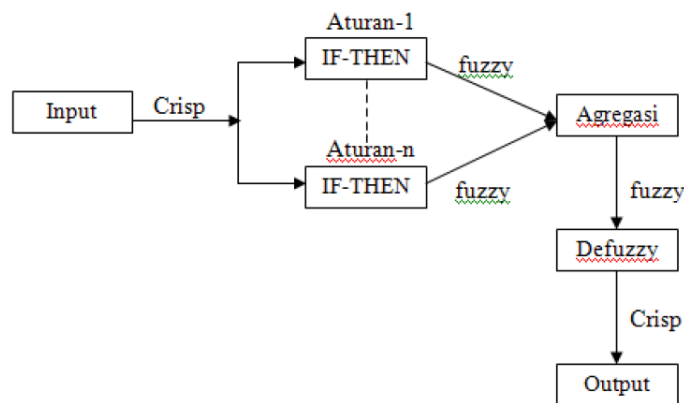 Aturan-1
IF-THEN
fuzzy
Input
Crisp
Agregasi
Aturan-n
IF-THEN
fuzzy
fuzzy
Defuzzy
Crisp
Output